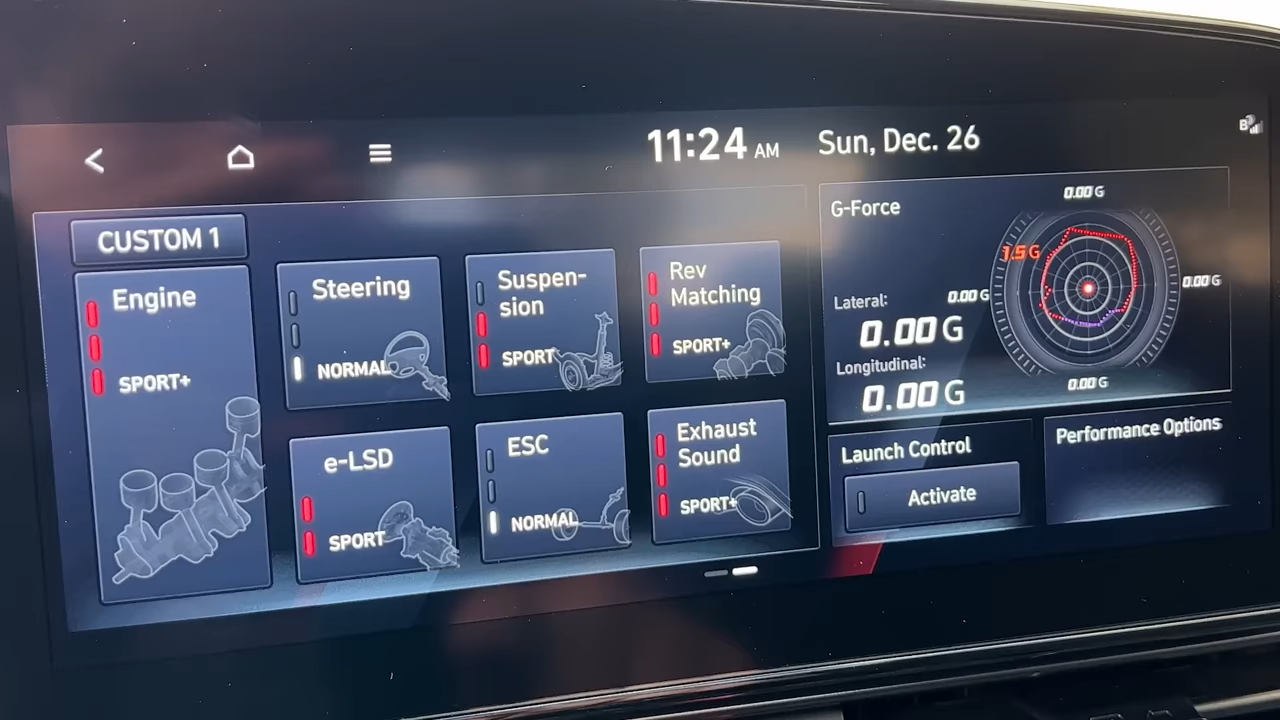 11:24 AM
Sun, Dec. 26
CUSTOM 1
Engine
SPORT+
Steering
NORMAL
Suspen-
sion
SPORT
Rev
Matching
SPORT+
e-LSD
SPORT
ESC
NORMAL
Exhaust
Sound
SPORT+
G-Force
0.00 G
1.5 G
0.00 G
0.00 G
Lateral:
0.00 G
Longitudinal:
0.00 G
0.00 G
Launch Control
Activate
Performance Options